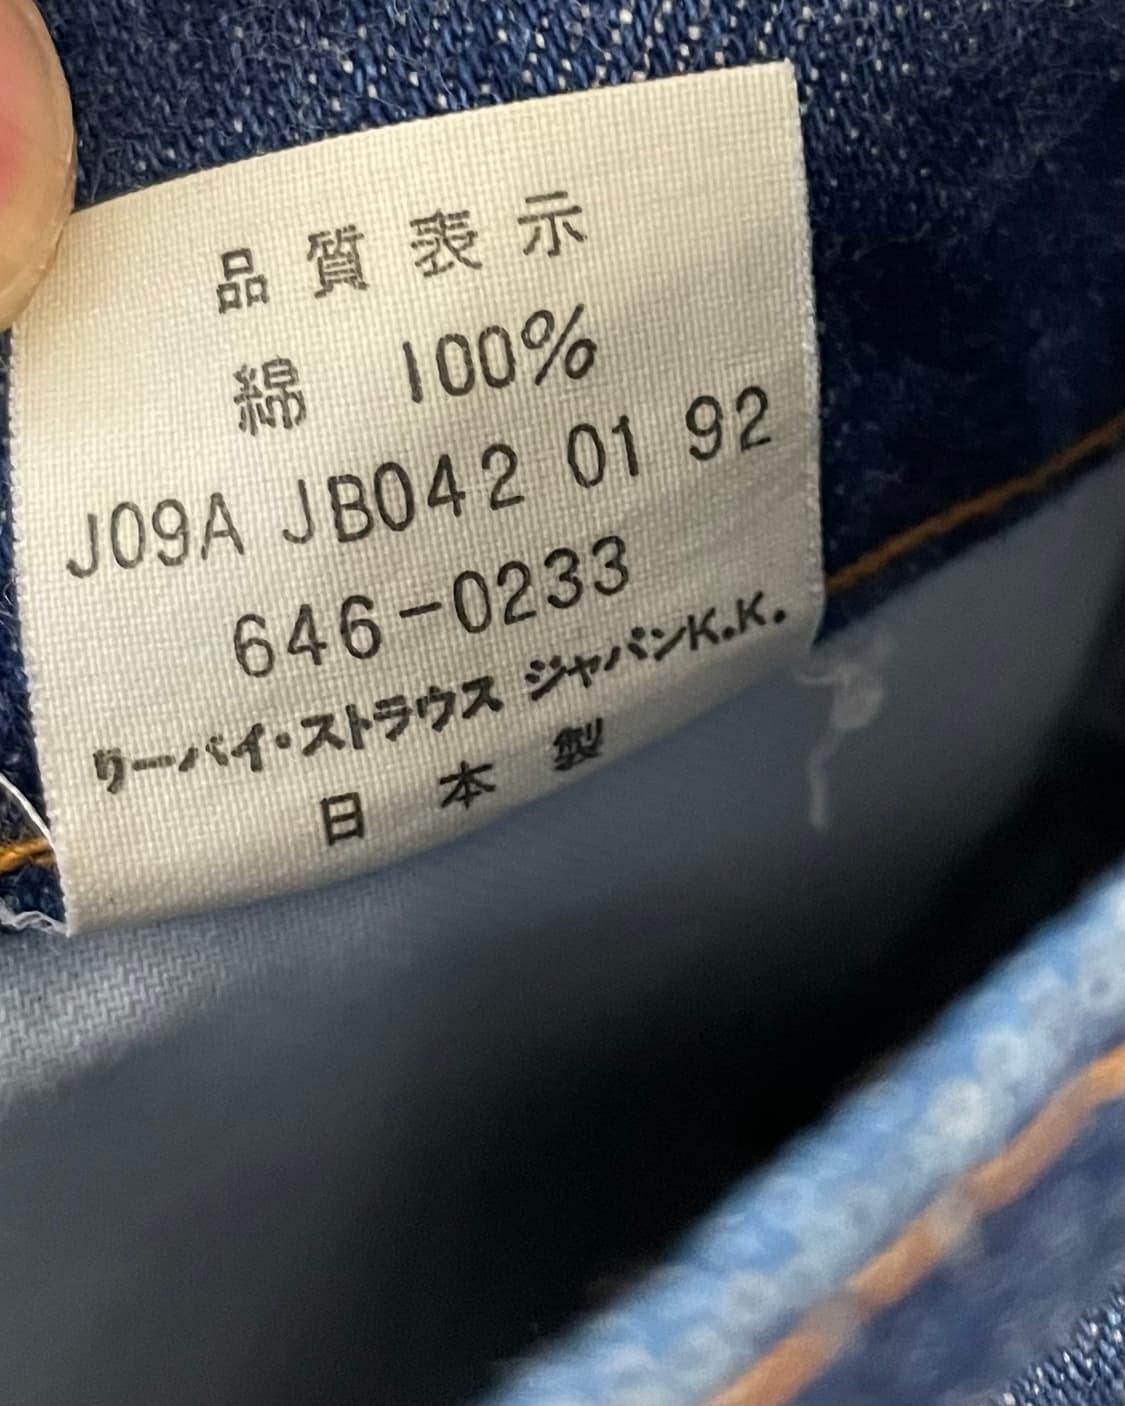 品質表示
綿 100%
J09A JB042 01 92
646-0233
リーバイ・ストラウス ジャパンK.K.
日本製